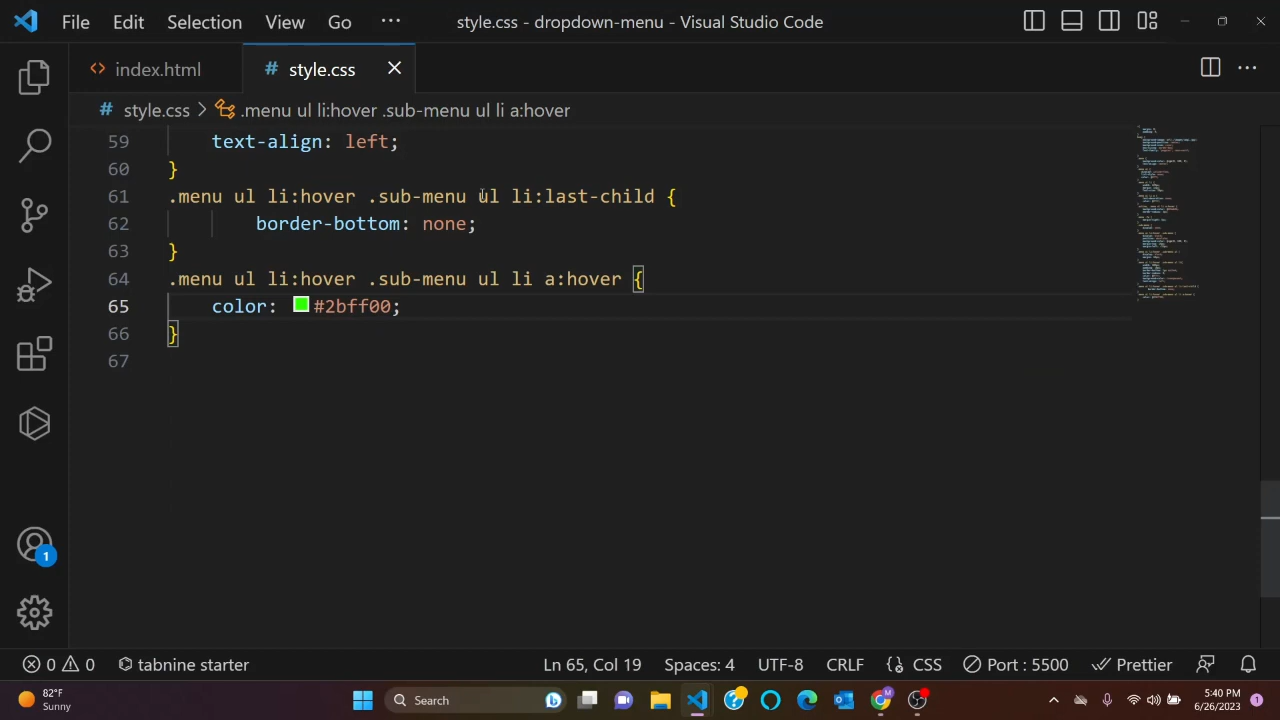 File Edit Selection View Go ··· style.css - dropdown-menu - Visual Studio Code
index.html # style.css
# style.css > .menu ul li:hover .sub-menu ul li a:hover
59 text-align: left;
60 }
61 .menu ul li:hover .sub-menu ul li:last-child {
62 border-bottom: none;
63 }
64 .menu ul li:hover .sub-menu ul li a:hover {
65 color: #2bff00;
66 }
67
1
0 0 tabnine starter Ln 65, Col 19 Spaces: 4 UTF-8 CRLF {} CSS Port : 5500 Prettier
82°F
Sunny
Search
5:40 PM
6/26/2023
1